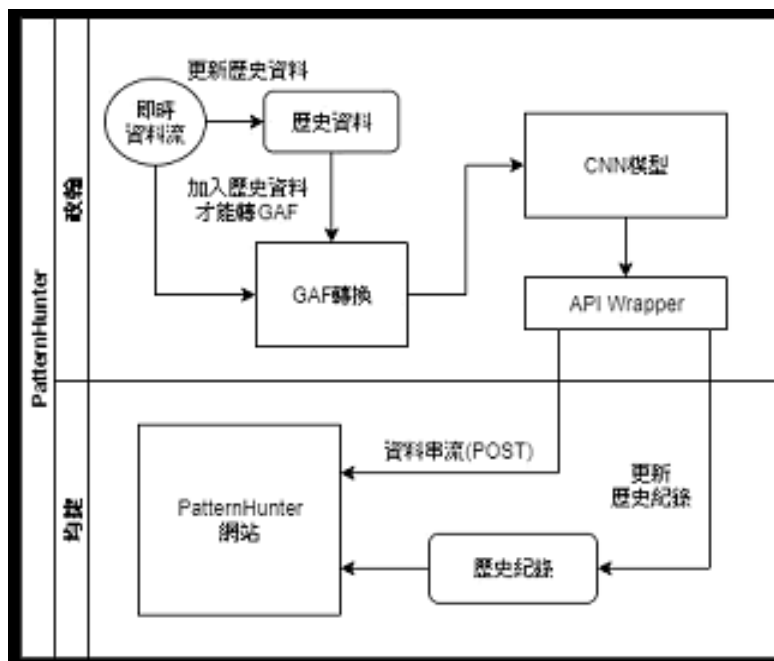 PatternHunter
政翰
更新歷史資料
即時
資料流
歷史資料
加入歷史資料
才能轉GAF
GAF轉換
CNN模型
API Wrapper
均
資料串流(POST)
更新
歷史紀錄
PatternHunter
網站
歷史紀錄